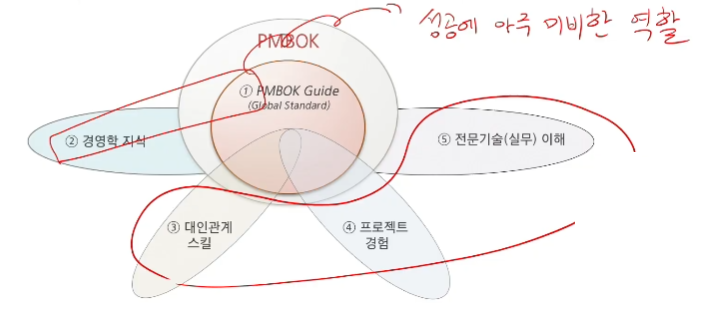 성공에 아주 미비한 역할
PMBOK
① PMBOK Guide
(Global Standard)
② 경영학 지식
⑤ 전문기술(실무) 이해
③ 대인관계
스킬
④ 프로젝트
경험